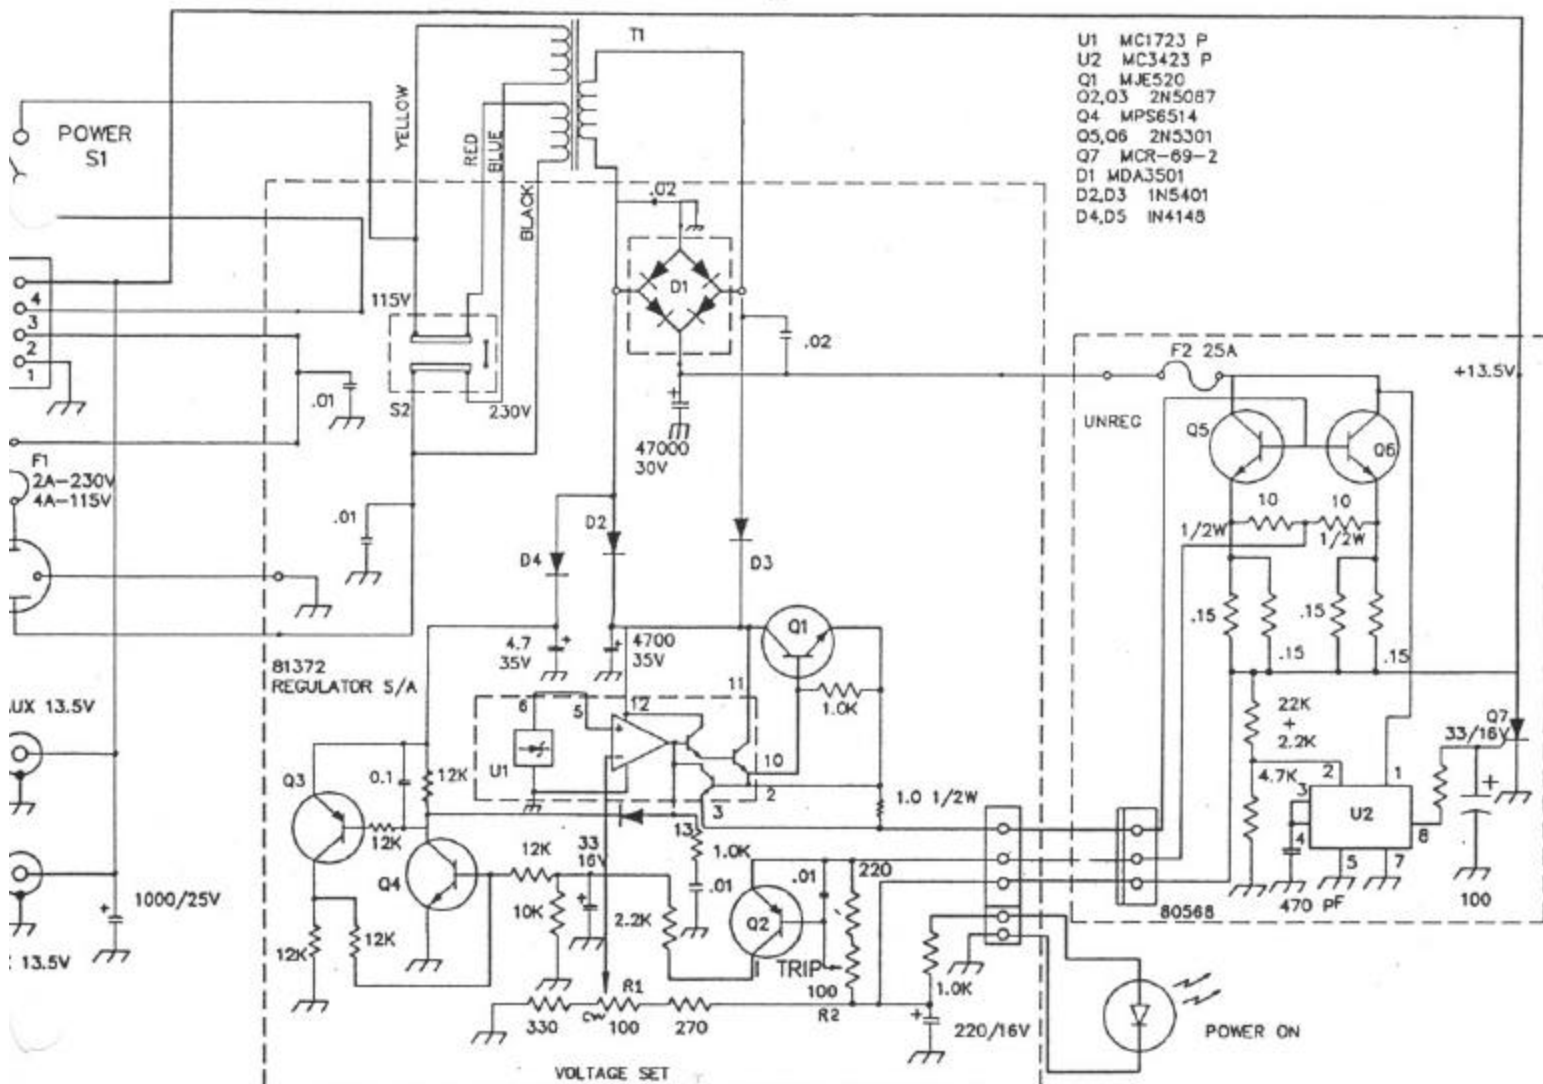 T1
U1 MC1723 P
U2 MC3423 P
Q1 MJE520
Q2,Q3 2N5087
Q4 MPS6514
Q5,Q6 2N5301
Q7 MCR-69-2
D1 MDA3501
D2,D3 1N5401
D4,D5 IN4148
POWER
S1
YELLOW
RED
BLUE
BLACK
.02
D1
115V
4
3
2
1
.01
S2
230V
.02
47000
30V
F2 25A
+13.5V
UNREG
Q5
Q6
F1
2A-230V
4A-115V
.01
10
10
1/2W
1/2W
D2
D4
D3
.15
.15
.15
.15
Q1
4.7
35V
4700
35V
81372
REGULATOR S/A
1.0K
11
12
6
5
UX 13.5V
22K
+
2.2K
Q7
33/16V
U1
10
2
3
Q3
0.1
12K
4.7K
2
1
3
4
U2
8
5
7
1.0 1/2W
12K
13
1.0K
.01
33
16V
12K
Q4
10K
2.2K
.01
220
Q2
I TRIP
100
R2
80568
470 PF
100
1000/25V
12K
12K
13.5V
330
CW
R1
100
270
1.0K
220/16V
POWER ON
VOLTAGE SET